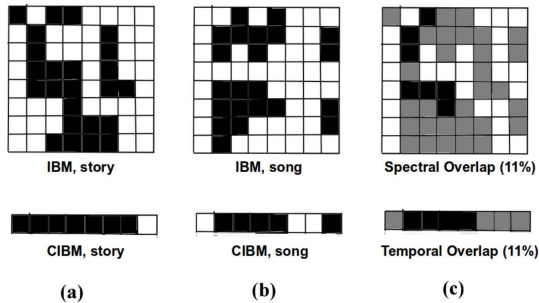 IBM, story
IBM, song
Spectral Overlap (11%)
CIBM, story
CIBM, song
Temporal Overlap (11%)
(a)
(b)
(c)